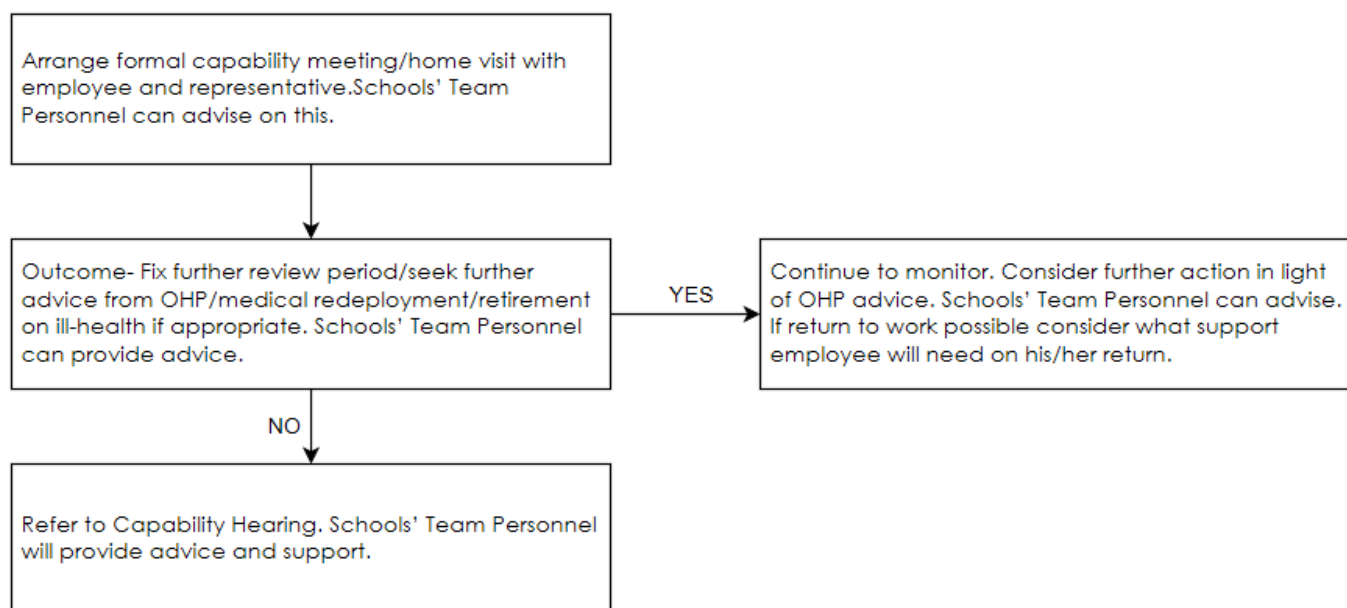 Arrange formal capability meeting/home visit with
employee and representative.Schools’ Team
Personnel can advise on this.
Outcome- Fix further review period/seek further
advice from OHP/medical redeployment/retirement
on ill-health if appropriate. Schools’ Team Personnel
can provide advice.
YES
Continue to monitor. Consider further action in light
of OHP advice. Schools’ Team Personnel can advise.
If return to work possible consider what support
employee will need on his/her return.
NO
Refer to Capability Hearing. Schools’ Team Personnel
will provide advice and support.